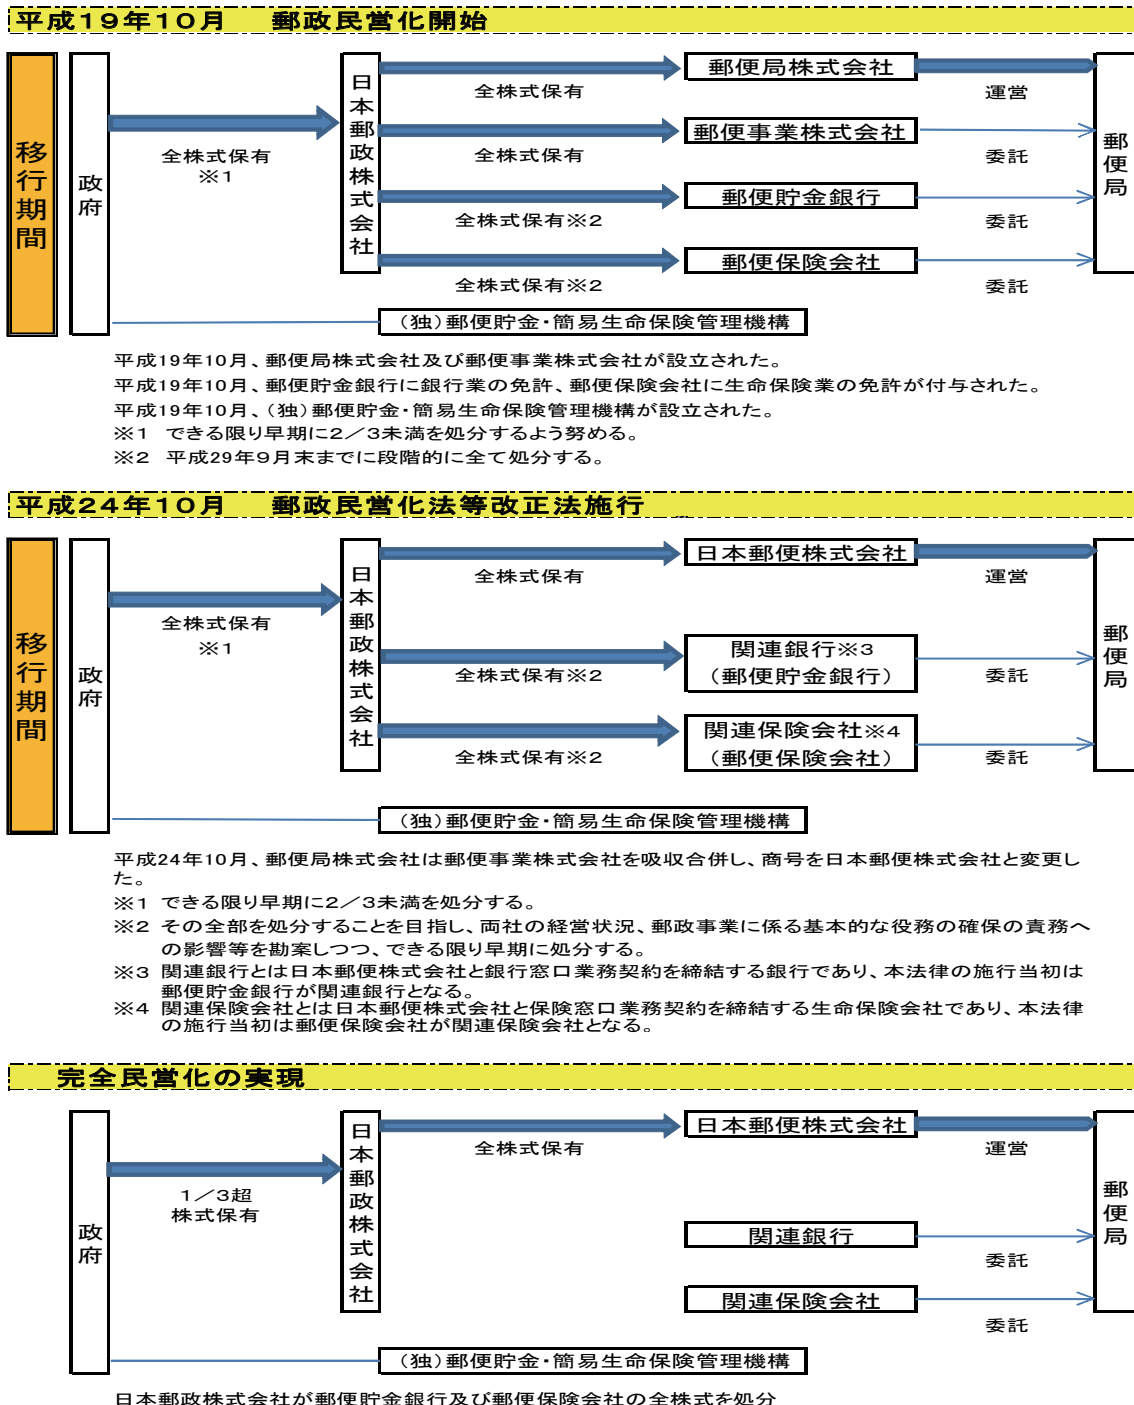 平成19年10月　郵政民営化開始
移行期間
政府
全株式保有
※1
日本郵政株式会社
全株式保有
郵便局株式会社
運営
全株式保有
郵便事業株式会社
委託
全株式保有※2
郵便貯金銀行
委託
全株式保有※2
郵便保険会社
委託
郵便局
（独）郵便貯金・簡易生命保険管理機構
平成19年10月、郵便局株式会社及び郵便事業株式会社が設立された。
平成19年10月、郵便貯金銀行に銀行業の免許、郵便保険会社に生命保険業の免許が付与された。
平成19年10月、（独）郵便貯金・簡易生命保険管理機構が設立された。
※1　できる限り早期に2／3未満を処分するよう努める。
※2　平成29年9月末までに段階的に全て処分する。
平成24年10月　郵政民営化法等改正法施行
移行期間
政府
全株式保有
※1
日本郵政株式会社
全株式保有
日本郵便株式会社
運営
全株式保有※2
関連銀行※3
（郵便貯金銀行）
委託
全株式保有※2
関連保険会社※4
（郵便保険会社）
委託
郵便局
（独）郵便貯金・簡易生命保険管理機構
平成24年10月、郵便局株式会社は郵便事業株式会社を吸収合併し、商号を日本郵便株式会社と変更し
た。
※1　できる限り早期に2／3未満を処分する。
※2　その全部を処分することを目指し、両社の経営状況、郵政事業に係る基本的な役務の確保の責務へ
の影響等を勘案しつつ、できる限り早期に処分する。
※3　関連銀行とは日本郵便株式会社と銀行窓口業務契約を締結する銀行であり、本法律の施行当初は
郵便貯金銀行が関連銀行となる。
※4　関連保険会社とは日本郵便株式会社と保険窓口業務契約を締結する生命保険会社であり、本法律
の施行当初は郵便保険会社が関連保険会社となる。
完全民営化の実現
政府
1／3超
株式保有
日本郵政株式会社
全株式保有
日本郵便株式会社
運営
関連銀行
委託
関連保険会社
委託
郵便局
（独）郵便貯金・簡易生命保険管理機構
日本郵政株式会社が郵便貯金銀行及び郵便保険会社の全株式を処分